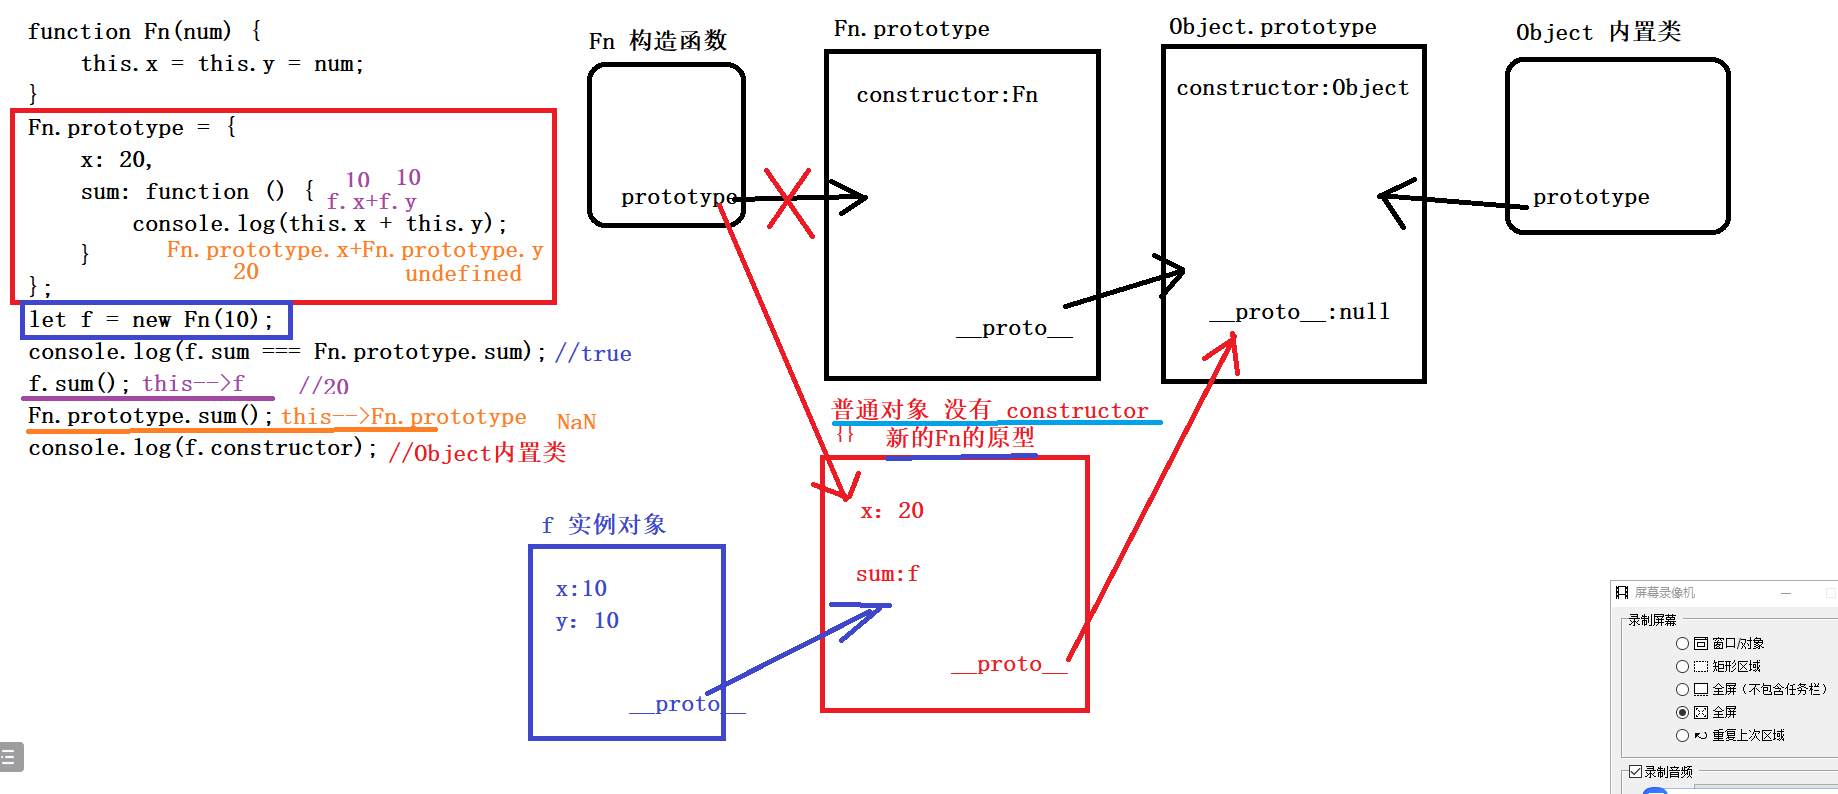 function Fn(num) {
this.x = this.y = num;
}
Fn.prototype = {
x: 20,
sum: function () {
10 10
f.x+f.y
console.log(this.x + this.y);
}
Fn.prototype.x+Fn.prototype.y
20 undefined
};
let f = new Fn(10);
console.log(f.sum === Fn.prototype.sum); //true
f.sum(); this-->f //20
Fn.prototype.sum(); this-->Fn.prototype NaN
console.log(f.constructor); //Object内置类
Fn 构造函数
prototype
Fn.prototype
constructor:Fn
__proto__
Object.prototype
constructor:Object
__proto__:null
Object 内置类
prototype
普通对象 没有 constructor
{} 新的Fn的原型
x: 20
sum:f
__proto__
f 实例对象
x:10
y: 10
__proto__
屏幕录像机
录制屏幕
窗口/对象
矩形区域
全屏（不包含任务栏）
全屏
重复上次区域
录制音频